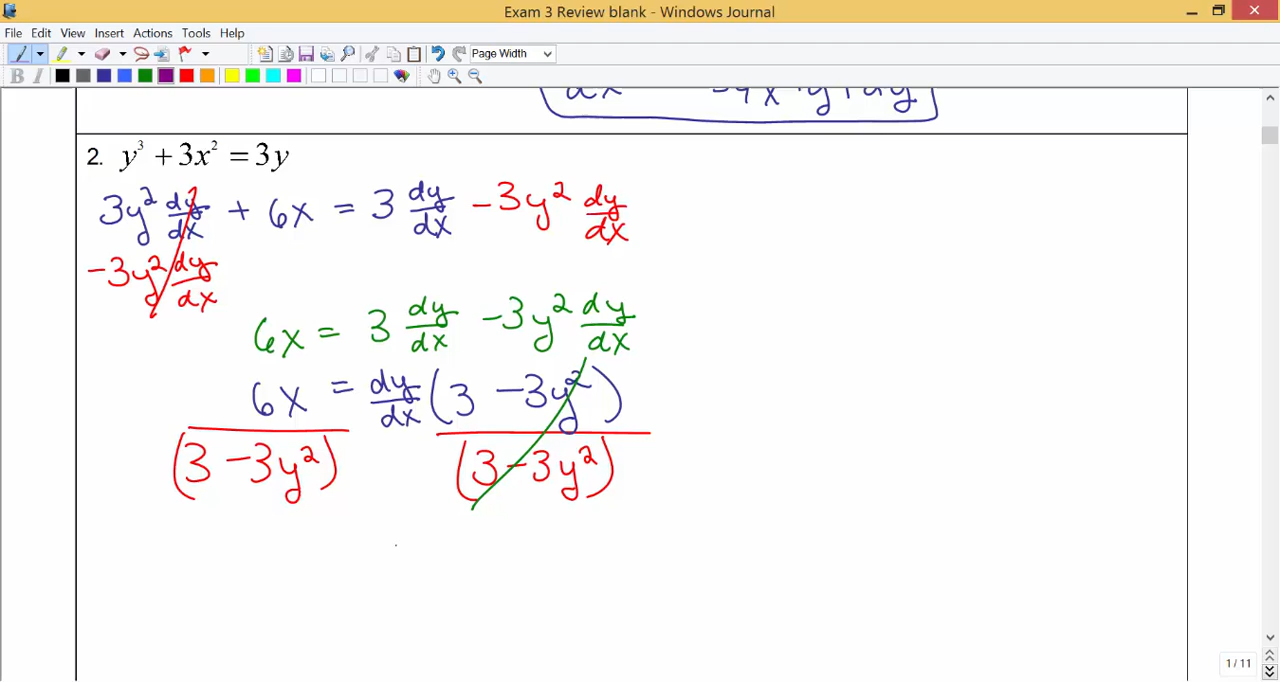 Exam 3 Review blank - Windows Journal
File Edit View Insert Actions Tools Help
Page Width
B I
2. y³ + 3x² = 3y
3y² dy/dx + 6x = 3 dy/dx - 3y² dy/dx
-3y² dy/dx
6x = 3 dy/dx - 3y² dy/dx
6x = dy/dx (3 - 3y²)
(3 - 3y²) (3 - 3y²)
1 / 11